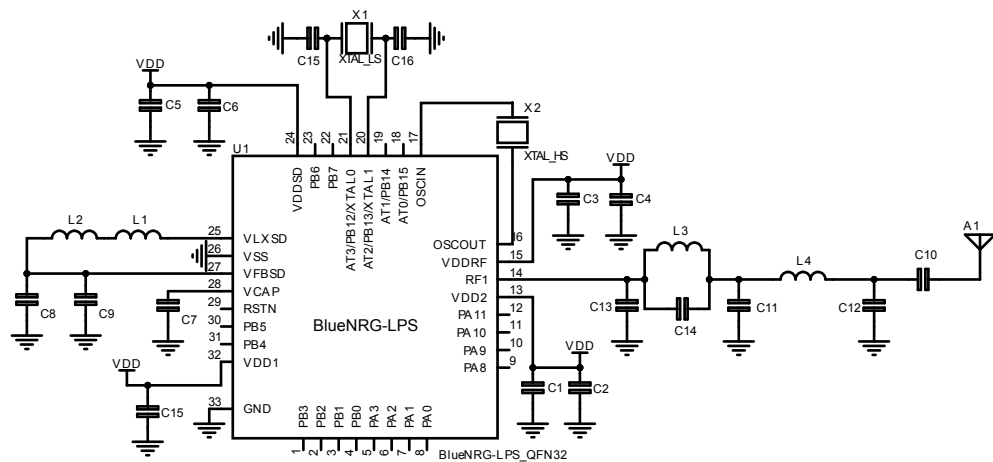 X1
C15
C16
XTAL_LS
VDD
C5
C6
X2
XTAL_HS
24
23
22
21
20
19
18
17
U1
VDDSD
PB6
PB7
AT3/PB12/XTAL0
AT2/PB13/XTAL1
AT1/PB14
AT0/PB15
OSCIN
VDD
C3
C4
L2
L1
25
VLXSD
26
VSS
27
VFBSD
28
VCAP
29
RSTN
30
PB5
31
PB4
32
VDD1
33
GND
C8
C9
C7
VDD
C15
BlueNRG-LPS
OSCOUT
16
VDDRF
15
RF1
14
VDD2
13
PA11
12
PA10
11
PA9
10
PA8
9
L3
C13
C14
C11
L4
C12
C10
A1
VDD
C1
C2
PB3
PB2
PB1
PB0
PA3
PA2
PA1
PA0
1
2
3
4
5
6
7
8
BlueNRG-LPS_QFN32